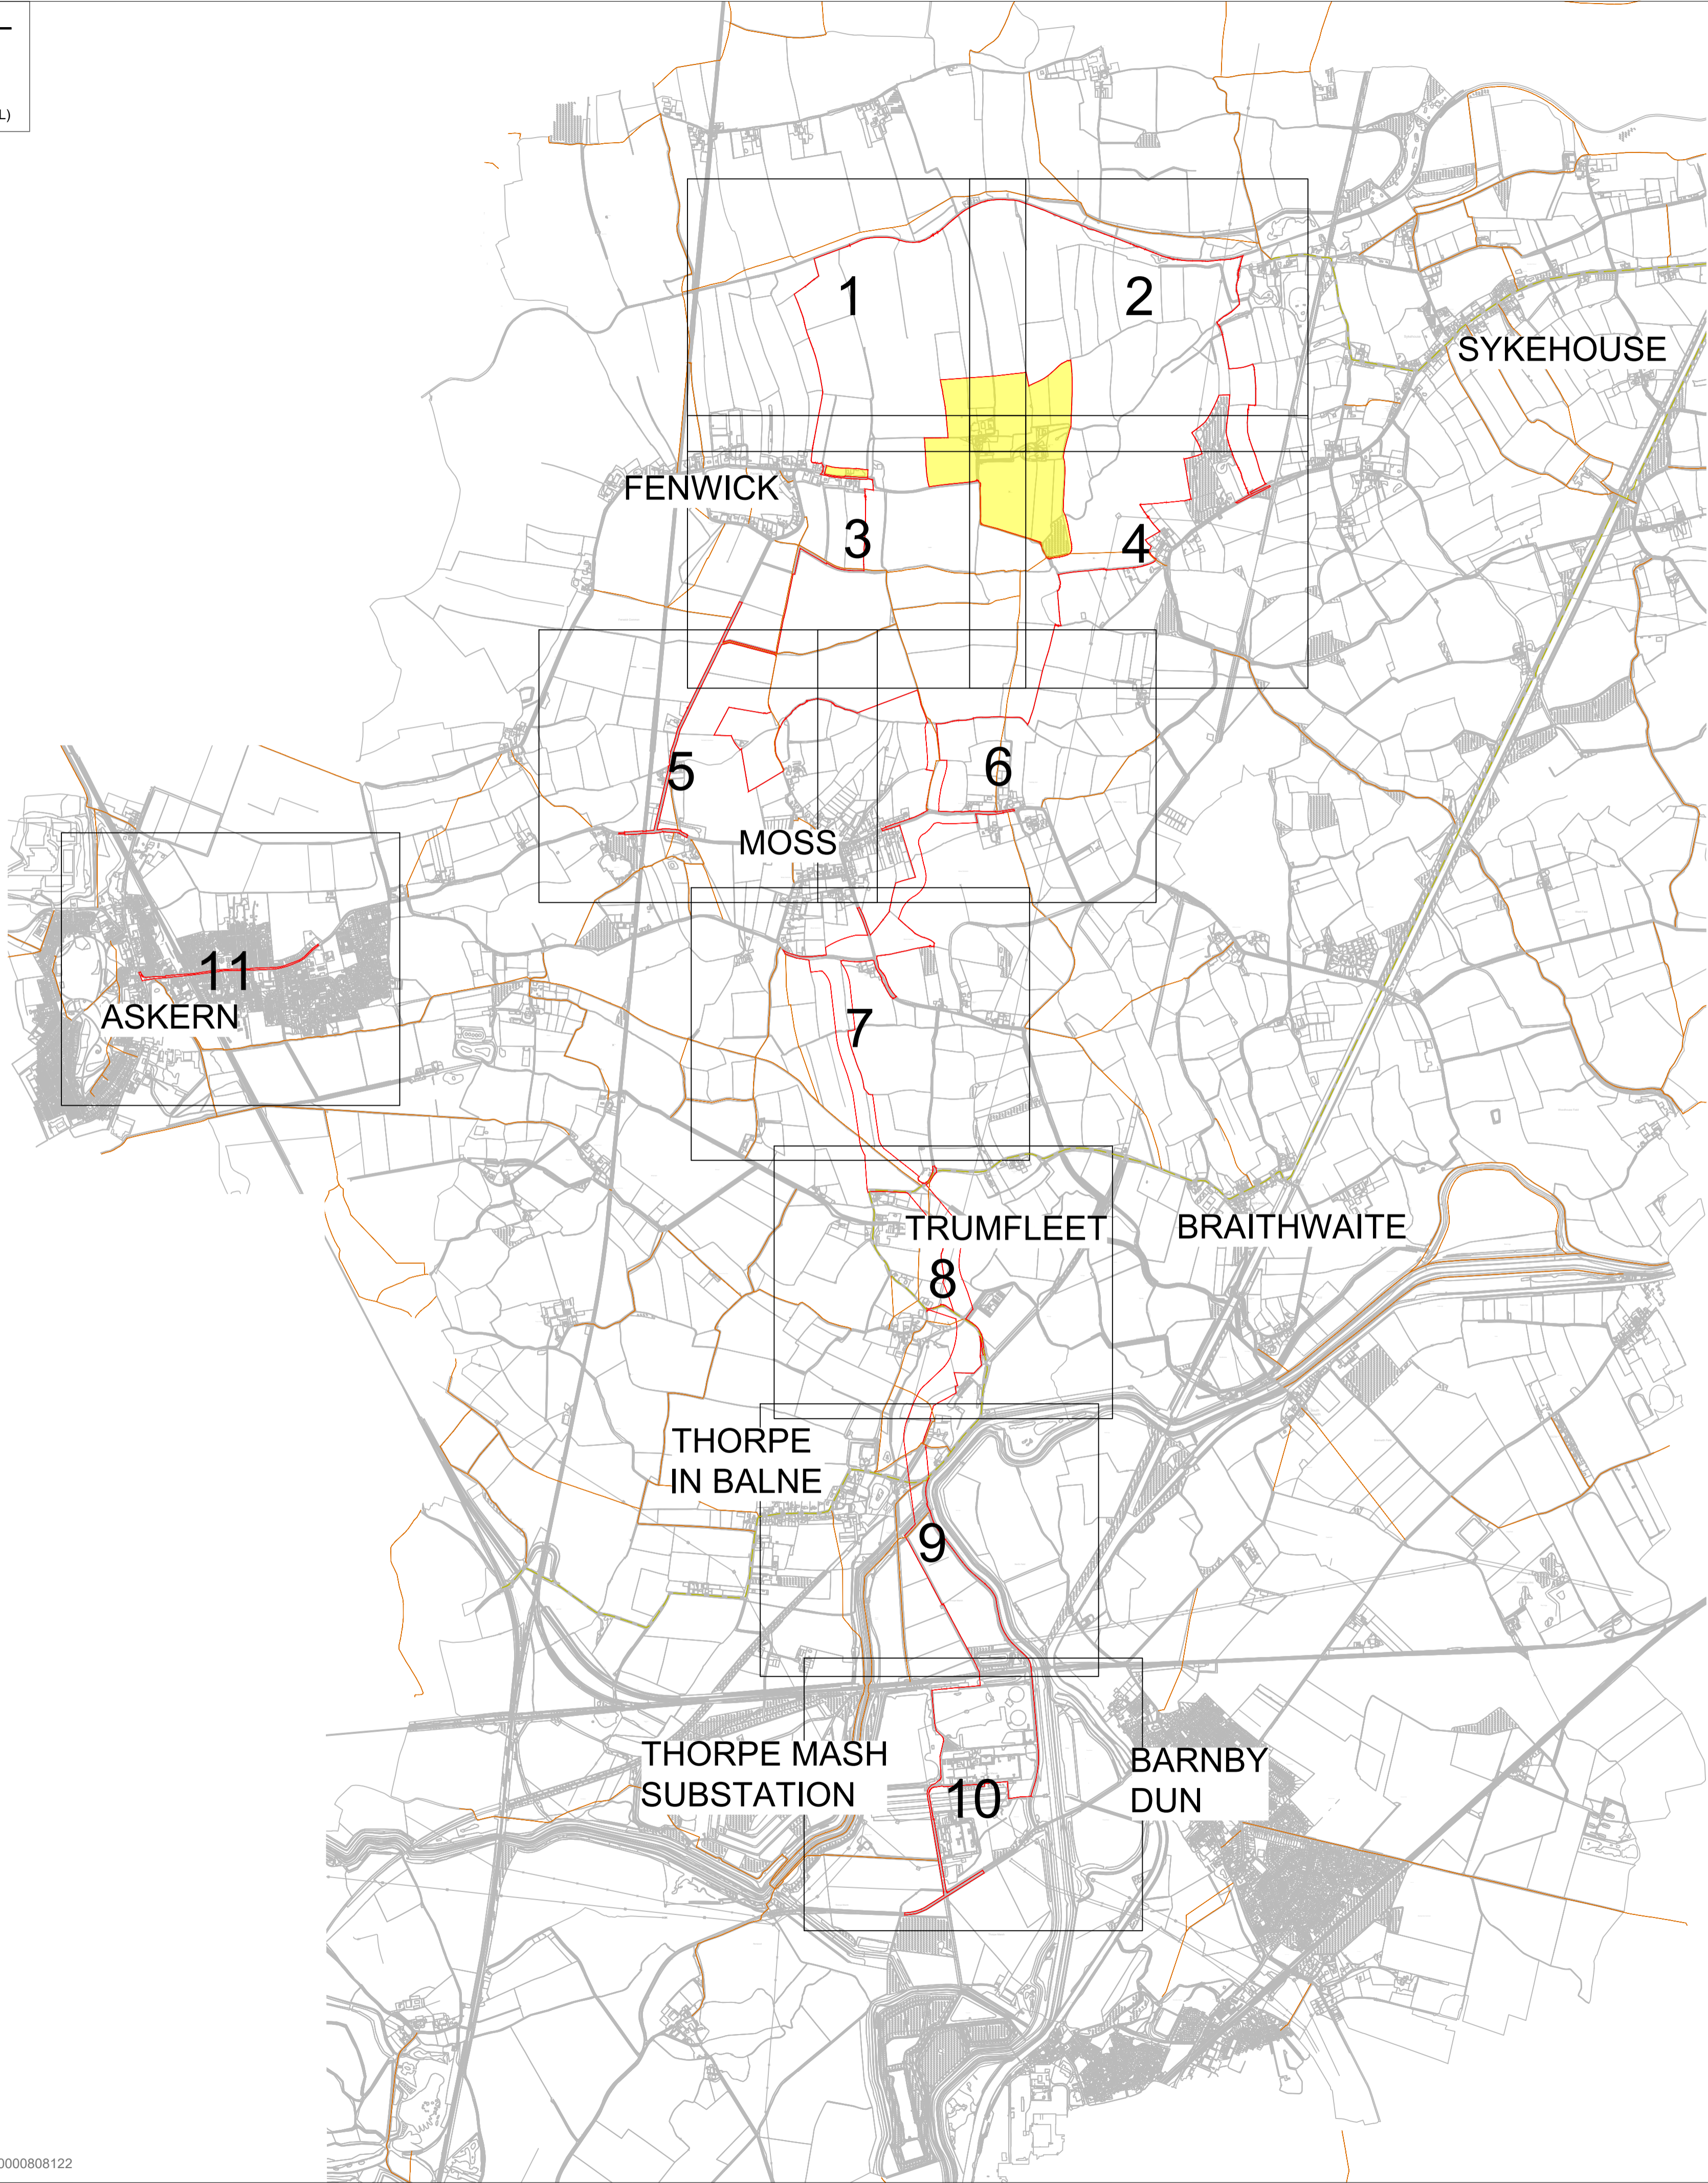 L)
1
2
SYKEHOUSE
FENWICK
3
4
5
6
MOSS
11
ASKERN
7
TRUMFLEET
BRAITHWAITE
8
THORPE
IN BALNE
9
THORPE MASH
SUBSTATION
BARNBY
DUN
10
0000808122